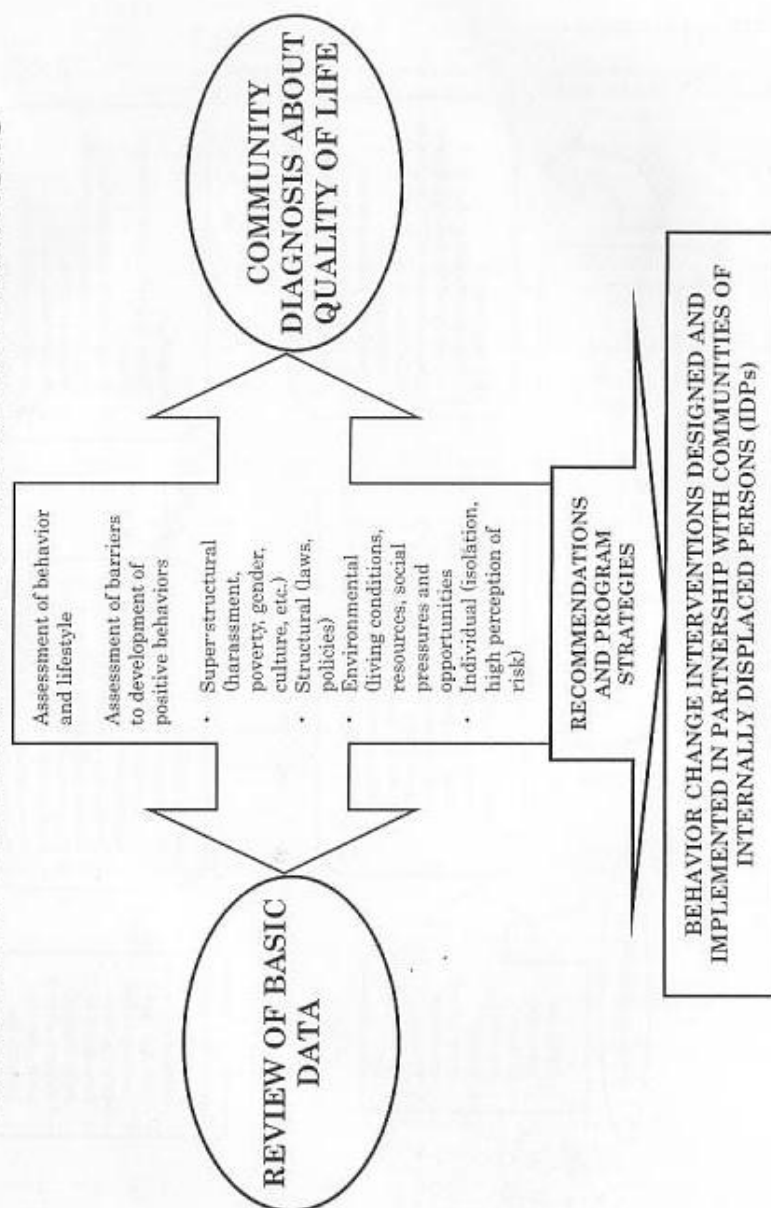 REVIEW OF BASIC
DATA
Assessment of behavior
and lifestyle
Assessment of barriers
to development of
positive behaviors
• Super-structural
(harassment,
poverty, gender,
culture, etc.)
• Structural (laws,
policies)
• Environmental
(living conditions,
resources, social
pressures and
opportunities
• Individual (isolation,
high perception of
risk)
COMMUNITY
DIAGNOSIS ABOUT
QUALITY OF LIFE
RECOMMENDATIONS
AND PROGRAM
STRATEGIES
BEHAVIOR CHANGE INTERVENTIONS DESIGNED AND
IMPLEMENTED IN PARTNERSHIP WITH COMMUNITIES OF
INTERNALLY DISPLACED PERSONS (IDPs)